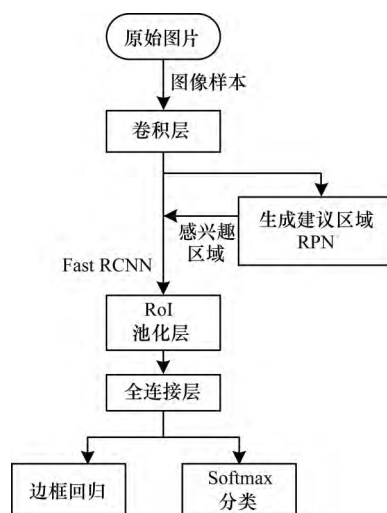 原始图片
图像样本
卷积层
生成建议区域
RPN
感兴趣
区域
Fast RCNN
RoI
池化层
全连接层
边框回归
Softmax
分类